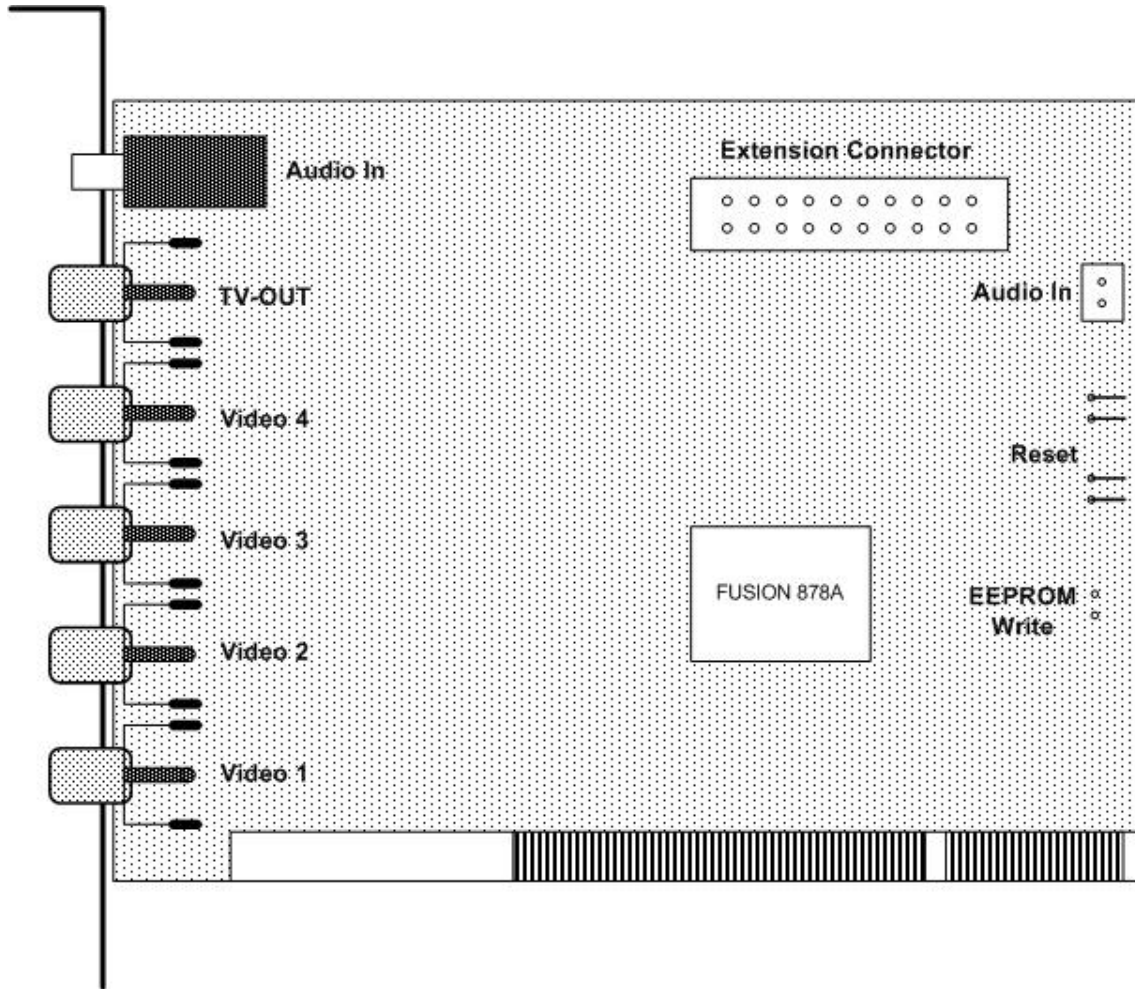 Extension Connector
Audio In
Audio In
TV-OUT
Video 4
Reset
Video 3
FUSION 878A
EEPROM
Write
Video 2
Video 1